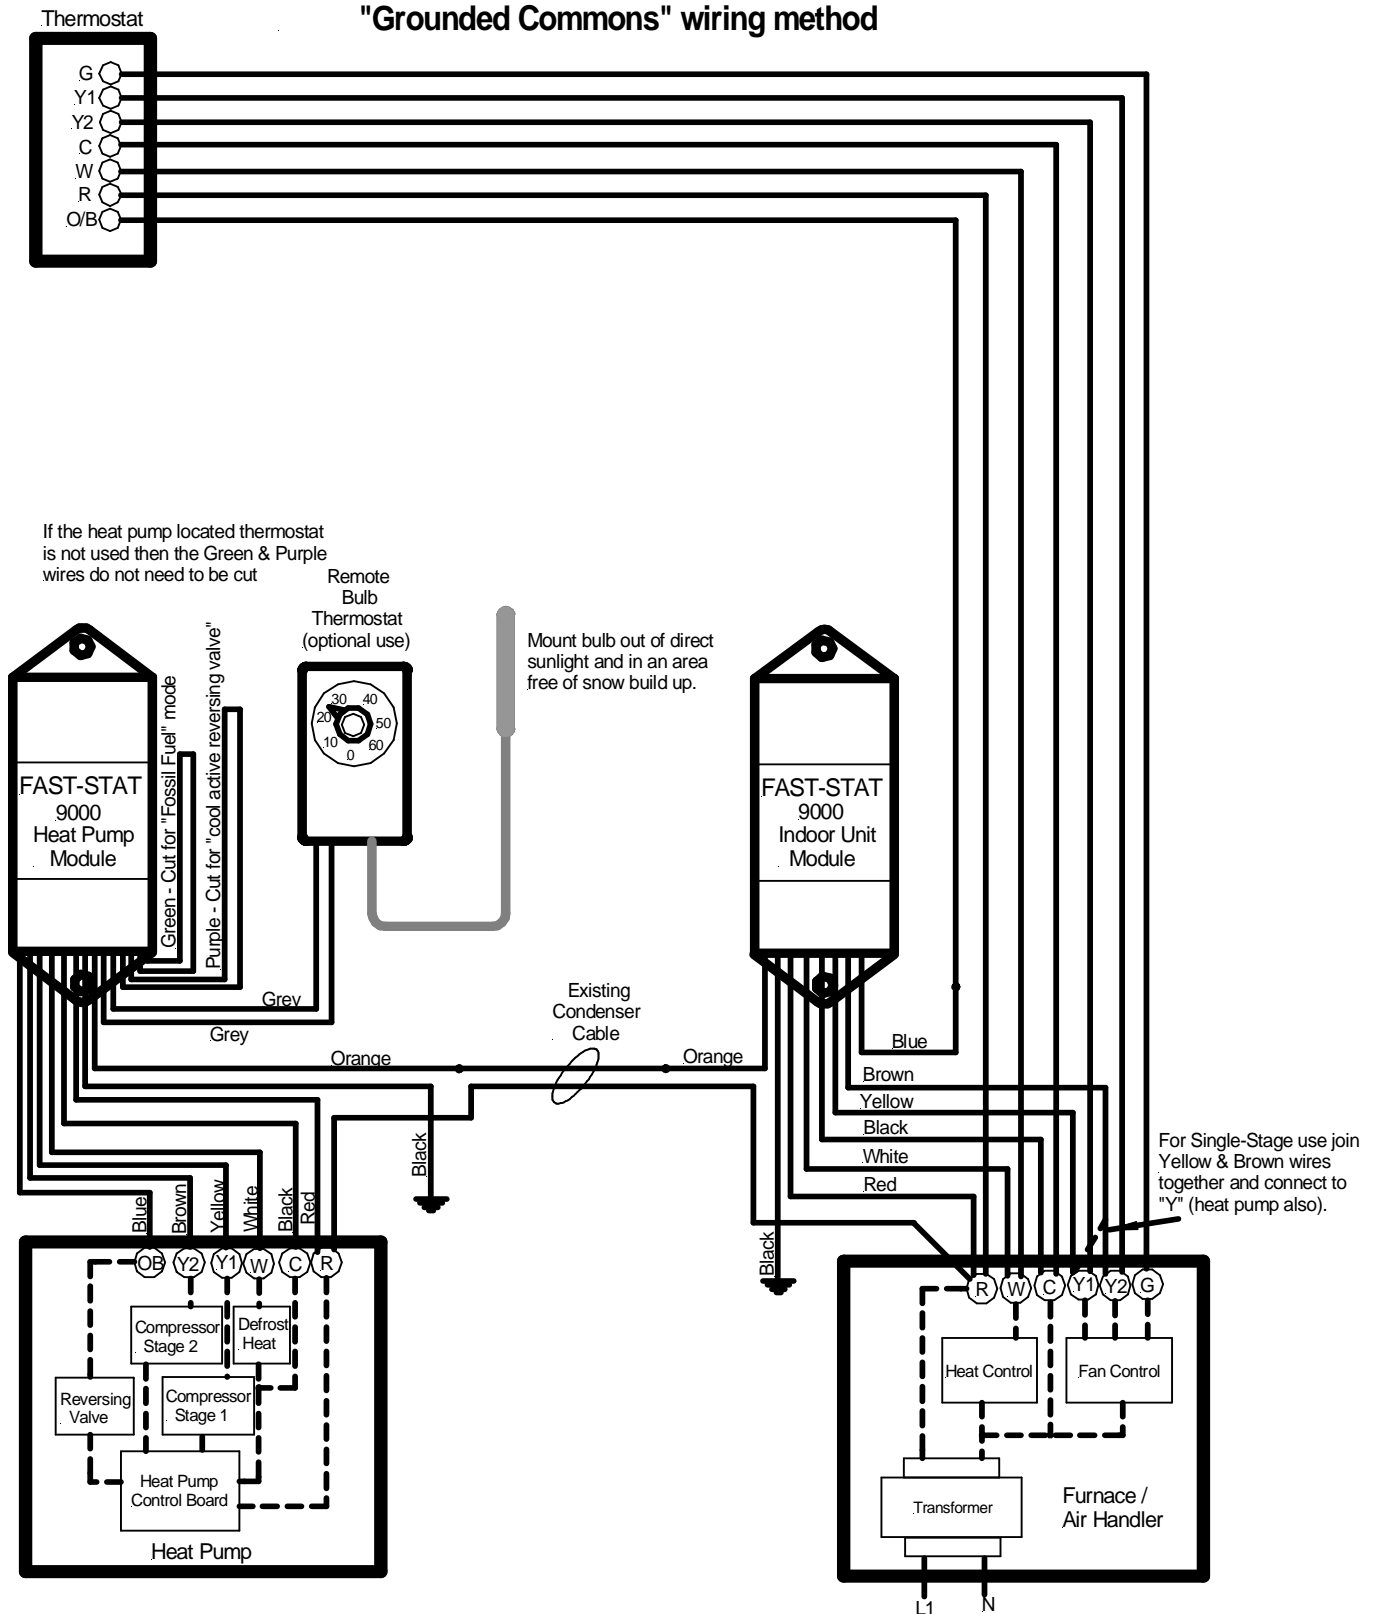 "Grounded Commons" wiring method
Thermostat
G
Y1
Y2
C
W
R
O/B
If the heat pump located thermostat
is not used then the Green & Purple
wires do not need to be cut
Remote
Bulb
Thermostat
(optional use)
Mount bulb out of direct
sunlight and in an area
free of snow build up.
FAST-STAT
9000
Heat Pump
Module
Green - Cut for "Fossil Fuel" mode
Purple - Cut for "cool active reversing valve"
30
40
20
50
10
60
0
FAST-STAT
9000
Indoor Unit
Module
Grey
Grey
Existing
Condenser
Cable
Orange
Orange
Blue
Brown
Yellow
Black
White
Red
Black
Black
For Single-Stage use join
Yellow & Brown wires
together and connect to
"Y" (heat pump also).
Blue
Brown
Yellow
White
Black
Red
OB
Y2
Y1
W
C
R
Compressor
Stage 2
Defrost
Heat
Reversing
Valve
Compressor
Stage 1
Heat Pump
Control Board
Heat Pump
R
W
C
Y1
Y2
G
Heat Control
Fan Control
Transformer
Furnace /
Air Handler
L1
N